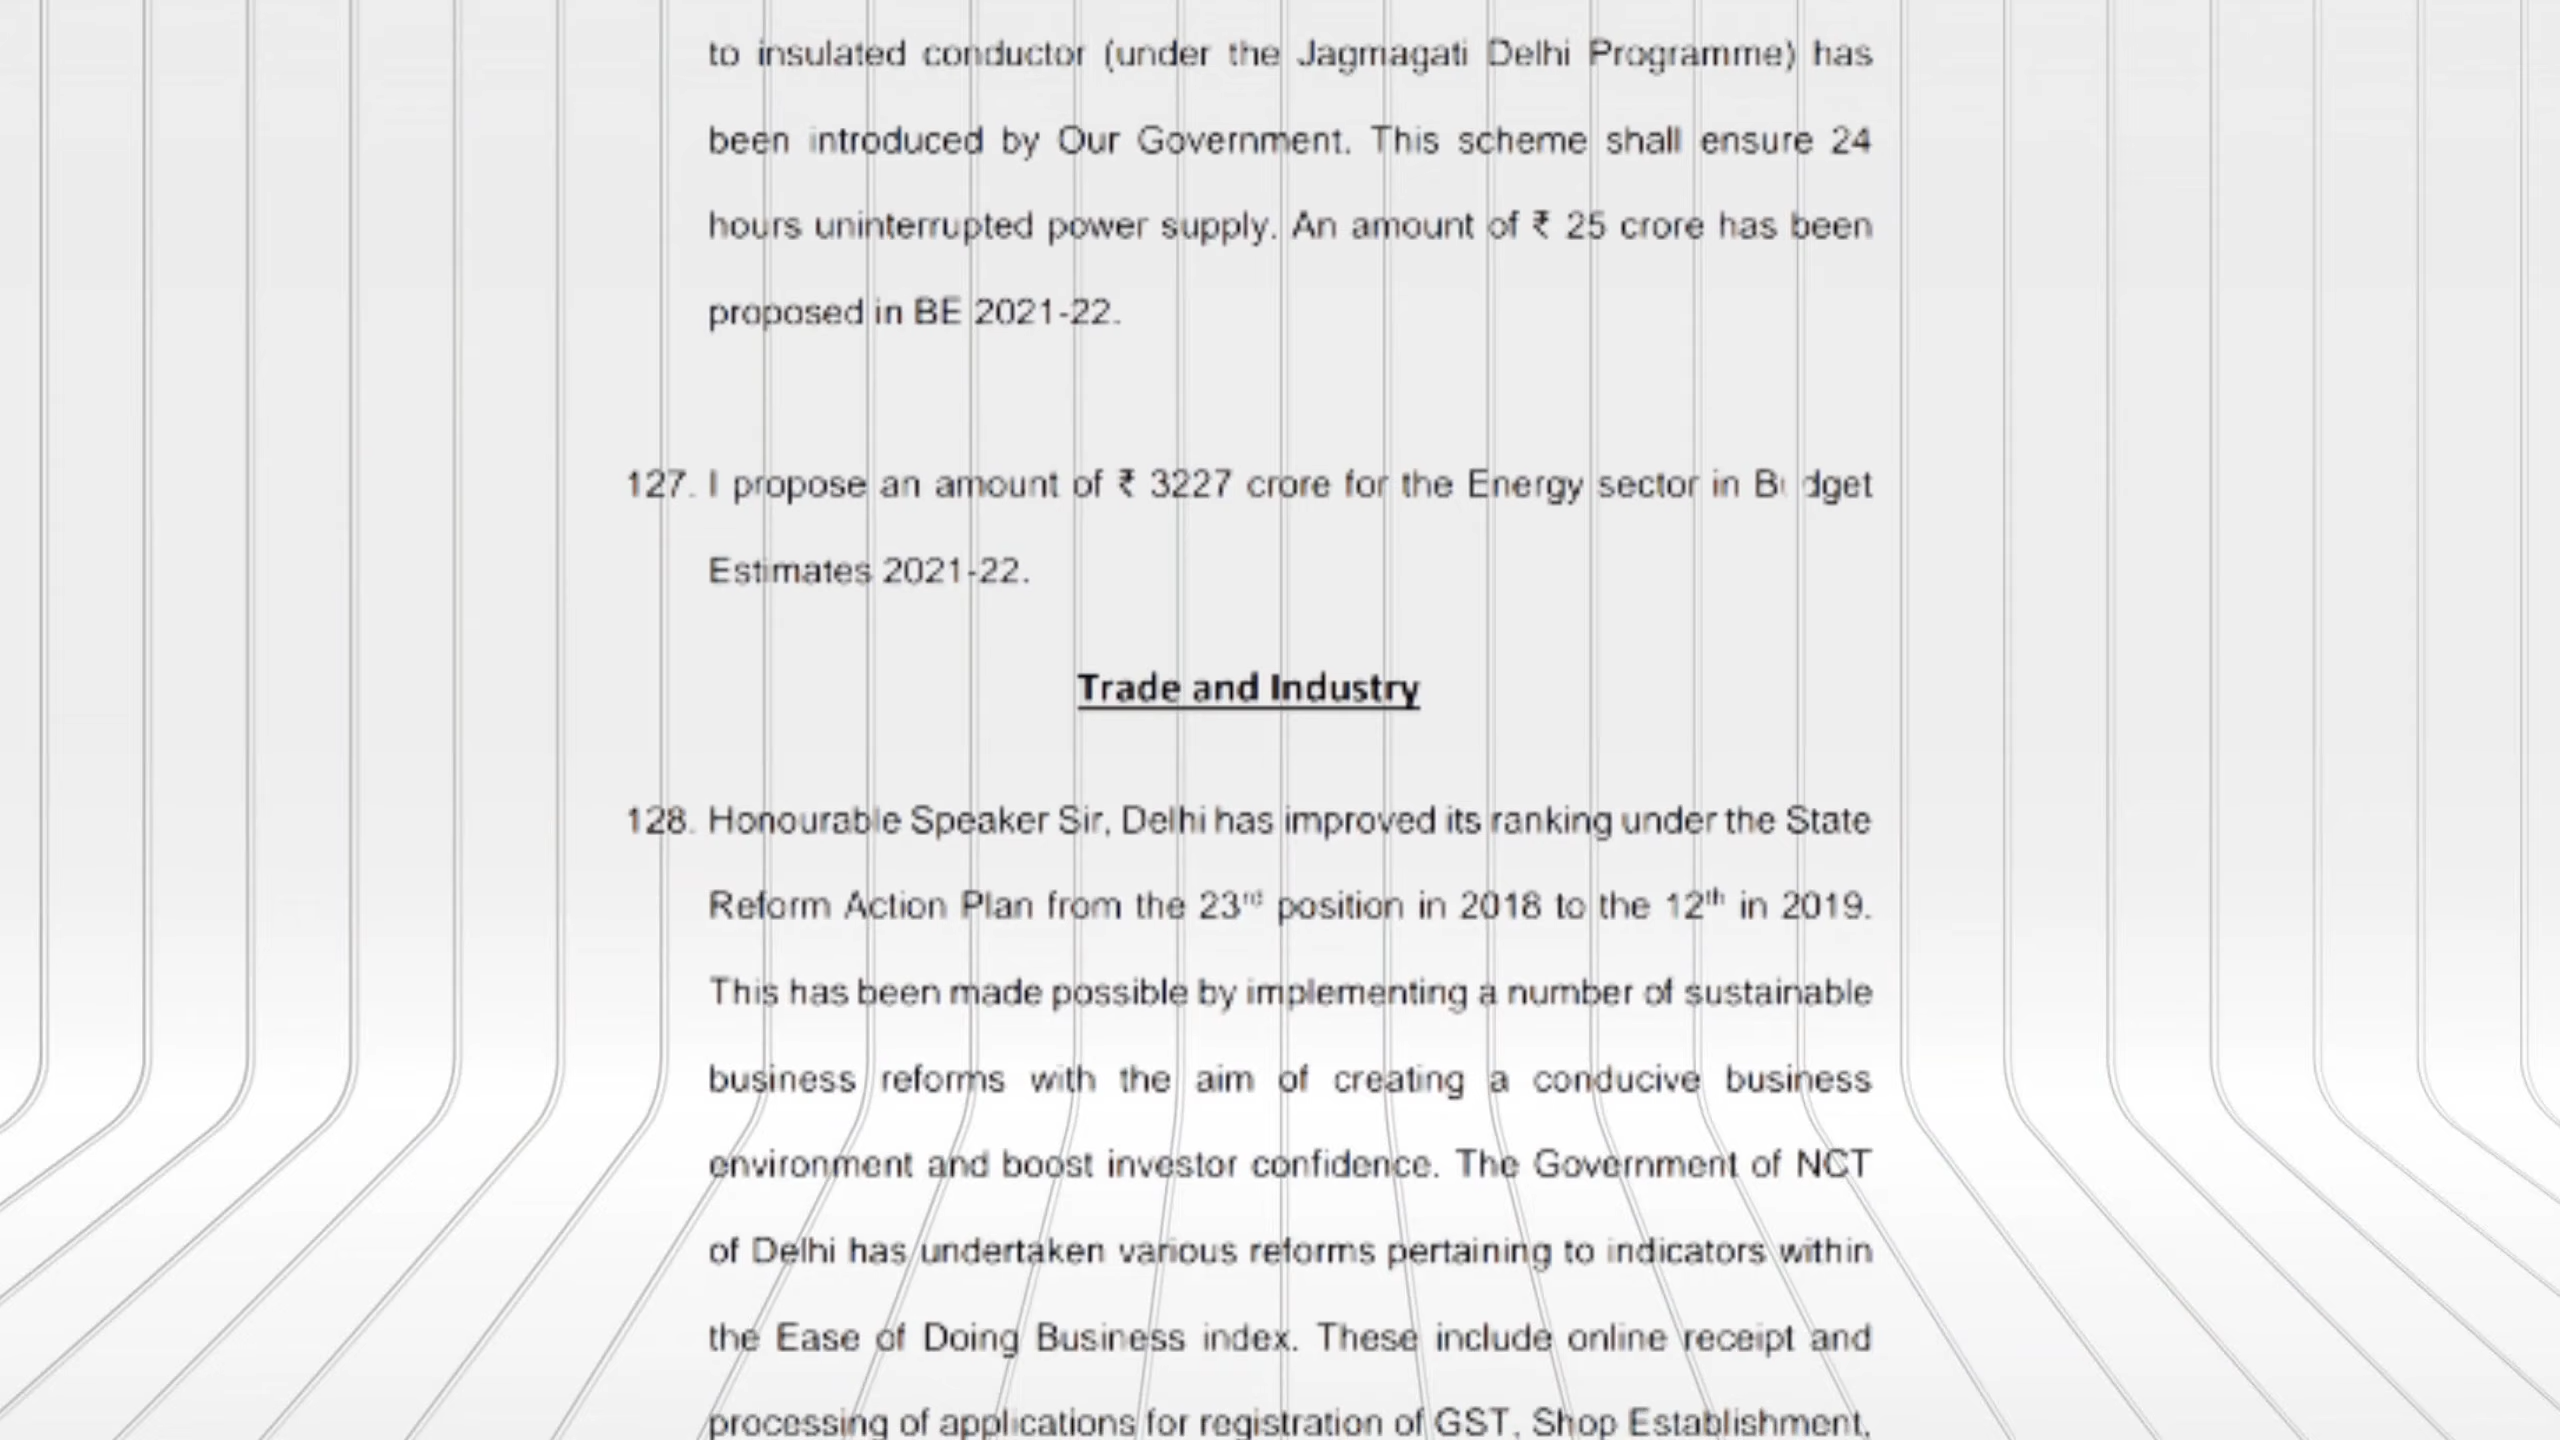 to insulated conductor (under the Jagmagati Delhi Programme) has
been introduced by Our Government. This scheme shall ensure 24
hours uninterrupted power supply. An amount of ₹ 25 crore has been
proposed in BE 2021-22.
127. I propose an amount of ₹ 3227 crore for the Energy sector in Budget
Estimates 2021-22.
Trade and Industry
128. Honourable Speaker Sir, Delhi has improved its ranking under the State
Reform Action Plan from the 23rd position in 2018 to the 12th in 2019.
This has been made possible by implementing a number of sustainable
business reforms with the aim of creating a conducive business
environment and boost investor confidence. The Government of NCT
of Delhi has undertaken various reforms pertaining to indicators within
the Ease of Doing Business index. These include online receipt and
processing of applications for registration of GST, Shop Establishment,